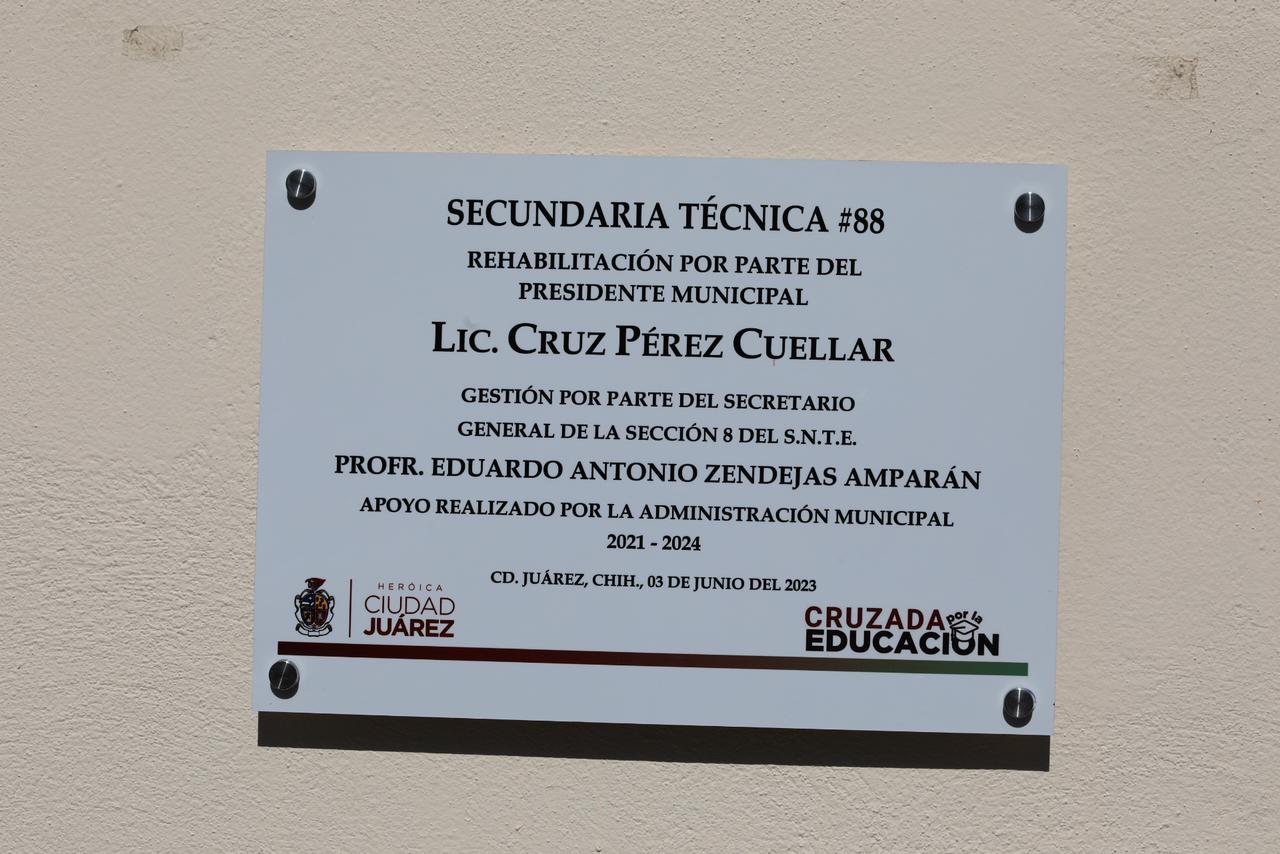 SECUNDARIA TÉCNICA #88
REHABILITACIÓN POR PARTE DEL
PRESIDENTE MUNICIPAL
LIC. CRUZ PÉREZ CUELLAR
GESTIÓN POR PARTE DEL SECRETARIO
GENERAL DE LA SECCIÓN 8 DEL S.N.T.E.
PROFR. EDUARDO ANTONIO ZENDEJAS AMPARÁN
APOYO REALIZADO POR LA ADMINISTRACIÓN MUNICIPAL
2021 - 2024
CD. JUÁREZ, CHIH., 03 DE JUNIO DEL 2023
HERÓICA
CIUDAD
JUÁREZ
CRUZADA por la
EDUCACIÓN